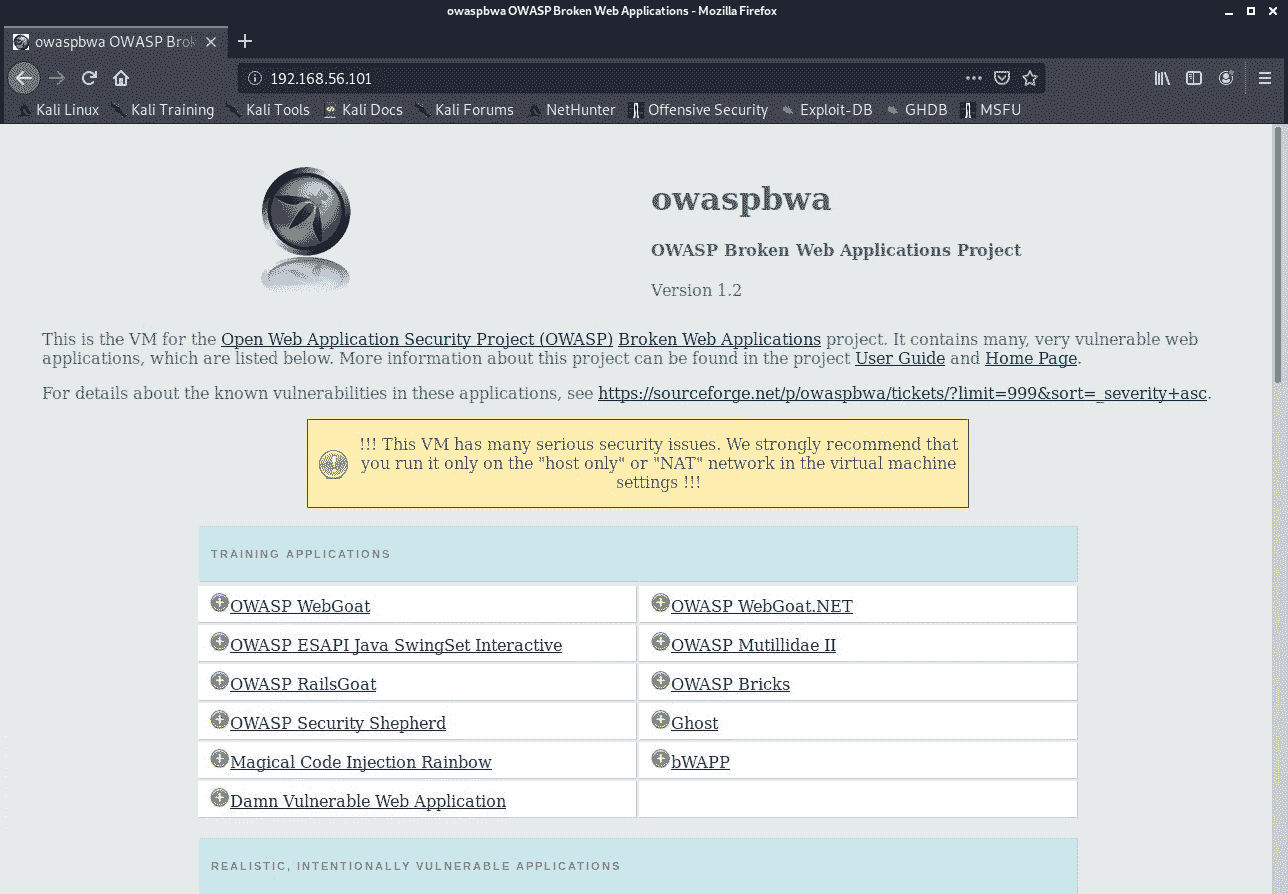 owaspbwa OWASP Broken Web Applications - Mozilla Firefox
owaspbwa OWASP Brok
192.168.56.101
Kali Linux Kali Training Kali Tools Kali Docs Kali Forums NetHunter Offensive Security Exploit-DB GHDB MSFU
owaspbwa
OWASP Broken Web Applications Project
Version 1.2
This is the VM for the Open Web Application Security Project (OWASP) Broken Web Applications project. It contains many, very vulnerable web
applications, which are listed below. More information about this project can be found in the project User Guide and Home Page.
For details about the known vulnerabilities in these applications, see https://sourceforge.net/p/owaspbwa/tickets/?limit=999&sort=_severity+asc.
!!! This VM has many serious security issues. We strongly recommend that
you run it only on the "host only" or "NAT" network in the virtual machine
settings !!!
TRAINING APPLICATIONS
OWASP WebGoat
OWASP WebGoat.NET
OWASP ESAPI Java SwingSet Interactive
OWASP Mutillidae II
OWASP RailsGoat
OWASP Bricks
OWASP Security Shepherd
Ghost
Magical Code Injection Rainbow
bWAPP
Damn Vulnerable Web Application
REALISTIC, INTENTIONALLY VULNERABLE APPLICATIONS